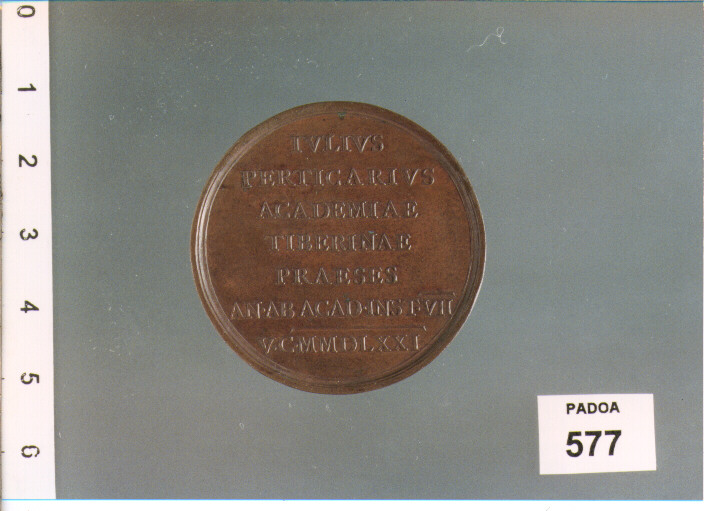 0
1
2
3
4
5
6
IVLIVS
PERTICARIVS
ACADEMIAE
TIBERINAE
PRAESES
AN·AB ACAD·INST·VII
V·C·MMDLXXI
PADOA
577